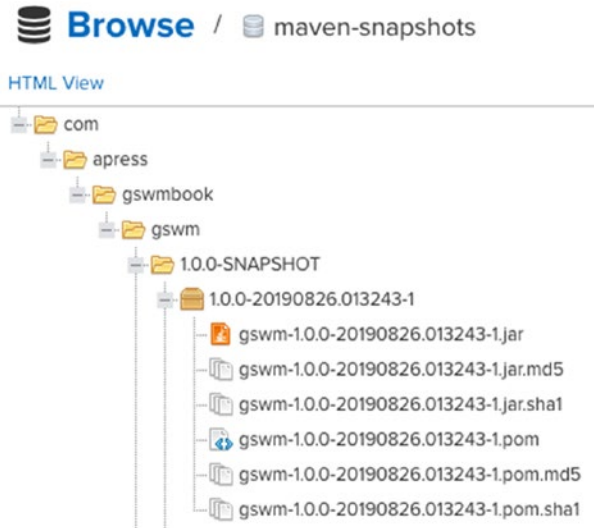 Browse / maven-snapshots
HTML View
com
apress
gswmbook
gswm
1.0.0-SNAPSHOT
1.0.0-20190826.013243-1
gswm-1.0.0-20190826.013243-1.jar
gswm-1.0.0-20190826.013243-1.jar.md5
gswm-1.0.0-20190826.013243-1.jar.sha1
gswm-1.0.0-20190826.013243-1.pom
gswm-1.0.0-20190826.013243-1.pom.md5
gswm-1.0.0-20190826.013243-1.pom.sha1